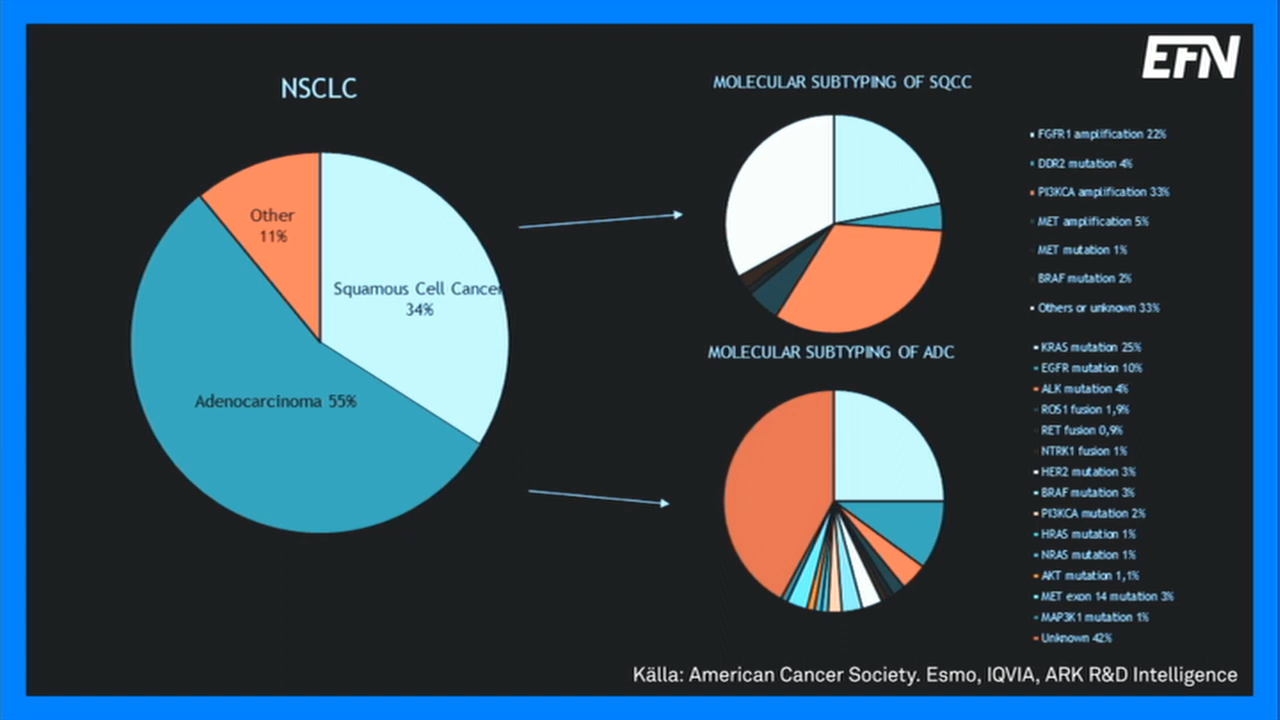 EFN
NSCLC
Other
11%
Squamous Cell Cancer
34%
Adenocarcinoma 55%
MOLECULAR SUBTYPING OF SQCC
FGFR1 amplification 22%
DDR2 mutation 4%
PI3KCA amplification 33%
MET amplification 5%
MET mutation 1%
BRAF mutation 2%
Others or unknown 33%
MOLECULAR SUBTYPING OF ADC
KRAS mutation 25%
EGFR mutation 10%
ALK mutation 4%
ROS1 fusion 1,9%
RET fusion 0,9%
NTRK1 fusion 1%
HER2 mutation 3%
BRAF mutation 3%
PI3KCA mutation 2%
HRAS mutation 1%
NRAS mutation 1%
AKT mutation 1,1%
MET exon 14 mutation 3%
MAP3K1 mutation 1%
Unknown 42%
Källa: American Cancer Society. Esmo, IQVIA, ARK R&D Intelligence